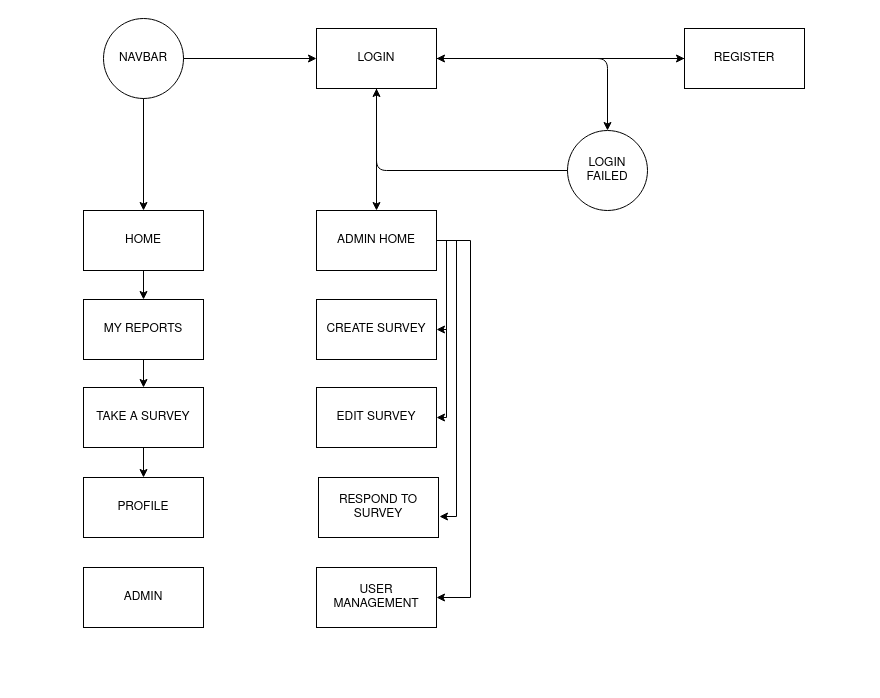 NAVBAR
LOGIN
REGISTER
LOGIN
FAILED
HOME
ADMIN HOME
MY REPORTS
CREATE SURVEY
TAKE A SURVEY
EDIT SURVEY
PROFILE
RESPOND TO
SURVEY
ADMIN
USER
MANAGEMENT